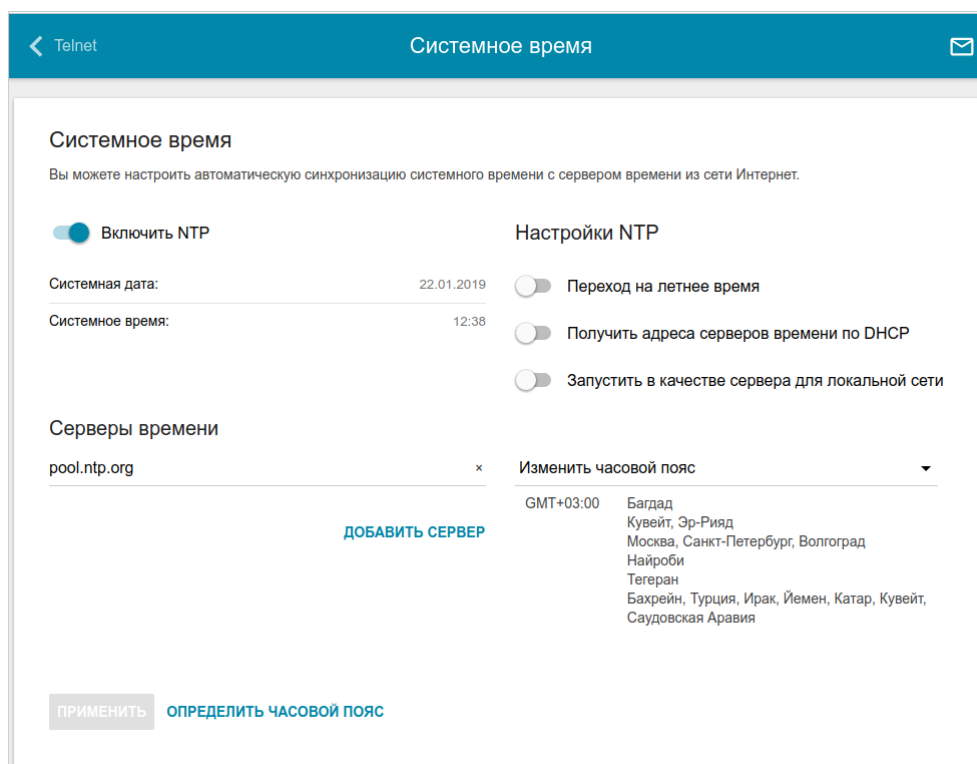 Telnet
Системное время
Системное время
Вы можете настроить автоматическую синхронизацию системного времени с сервером времени из сети Интернет.
Включить NTP
Системная дата: 22.01.2019
Системное время: 12:38
Настройки NTP
Переход на летнее время
Получить адреса серверов времени по DHCP
Запустить в качестве сервера для локальной сети
Серверы времени
pool.ntp.org ×
ДОБАВИТЬ СЕРВЕР
Изменить часовой пояс
GMT+03:00 Багдад
Кувейт, Эр-Рияд
Москва, Санкт-Петербург, Волгоград
Найроби
Тегеран
Бахрейн, Турция, Ирак, Йемен, Катар, Кувейт,
Саудовская Аравия
ПРИМЕНИТЬ ОПРЕДЕЛИТЬ ЧАСОВОЙ ПОЯС